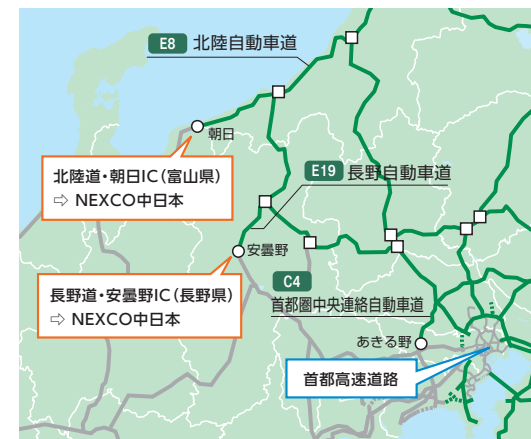 E8 北陸自動車道
朝日
北陸道・朝日IC（富山県）
⇨ NEXCO中日本
E19 長野自動車道
安曇野
長野道・安曇野IC（長野県）
⇨ NEXCO中日本
C4
首都圏中央連絡自動車道
あきる野
首都高速道路